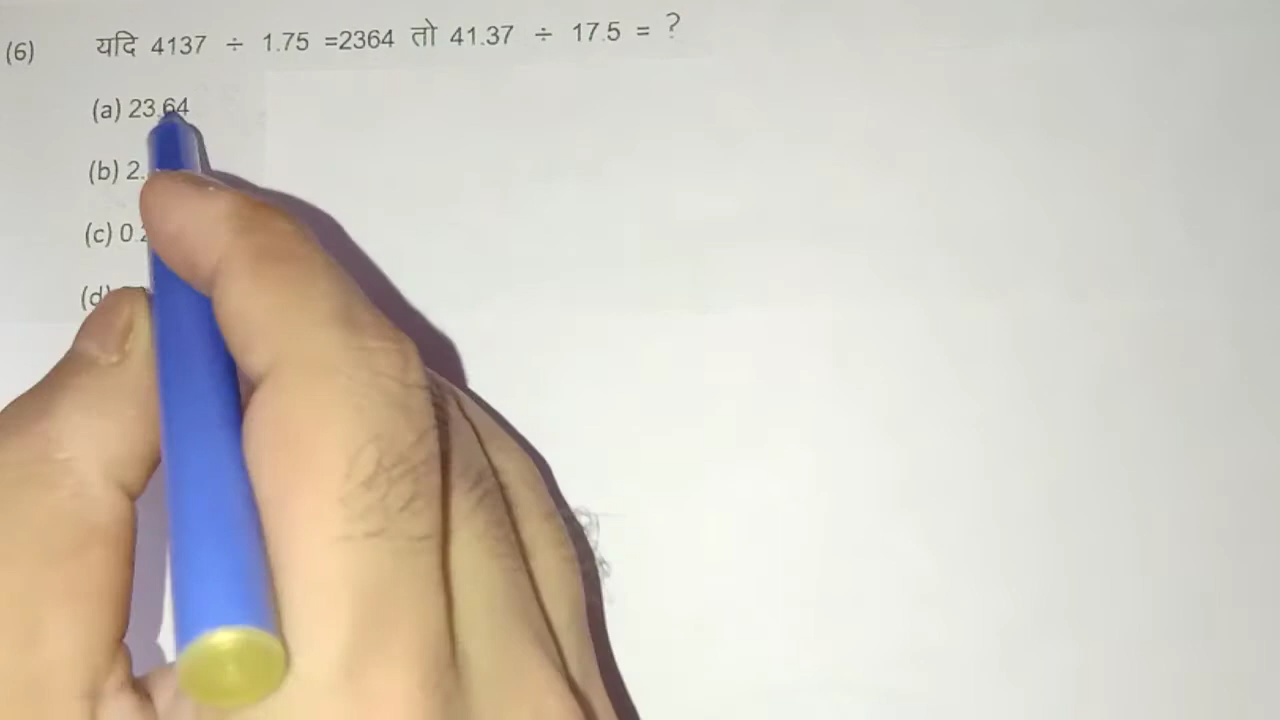 (6) यदि 4137 ÷ 1.75 =2364 तो 41.37 ÷ 17.5 = ?
(a) 23.64
(b) 2.
(c) 0.2
(d)